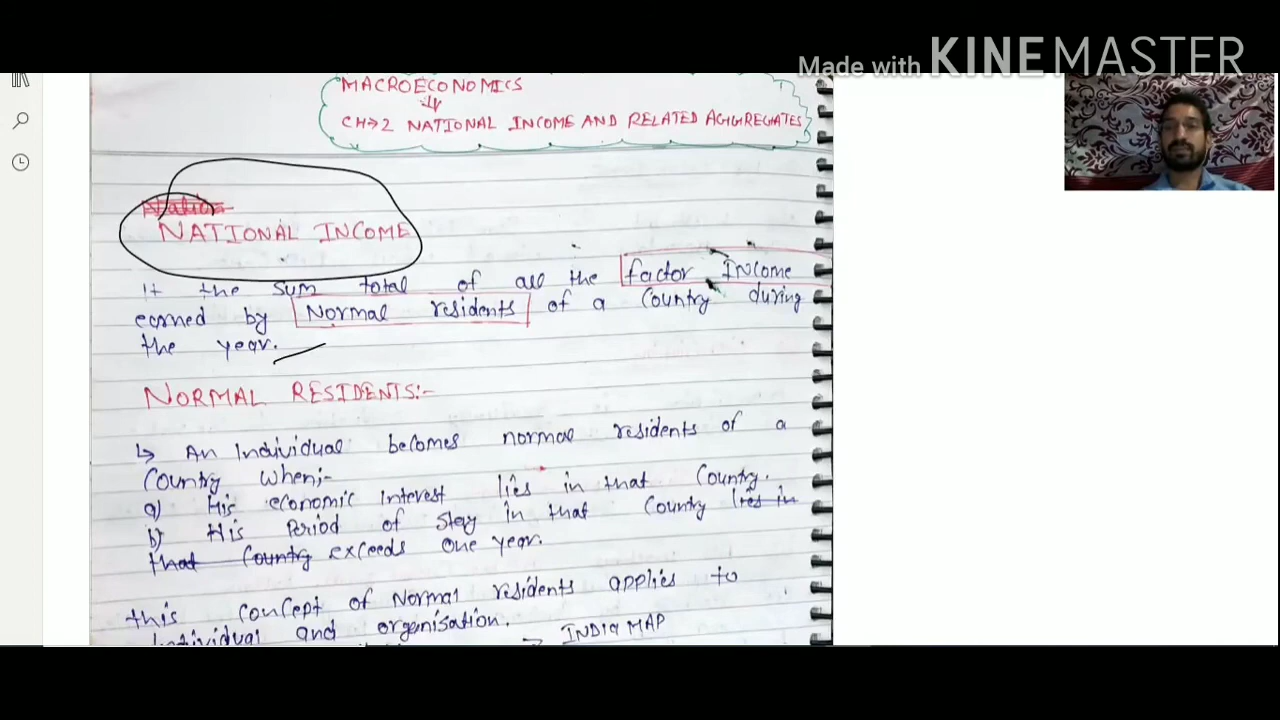 Made with KINEMASTER
MACROECONOMICS
CH→2 NATIONAL INCOME AND RELATED AGGREGATES
Natio
NATIONAL INCOME
It the sum total of all the factor Income
earned by Normal residents of a Country during
the year.
NORMAL RESIDENTS:-
↳ An Individual becomes normal residents of a
Country when;-
a) His economic interest lies in that Country.
b) His Period of stay in that Country lies in
that Country exceeds one year.
this concept of Normal residents applies to
Individual and organisation.
→ INDIA MAP